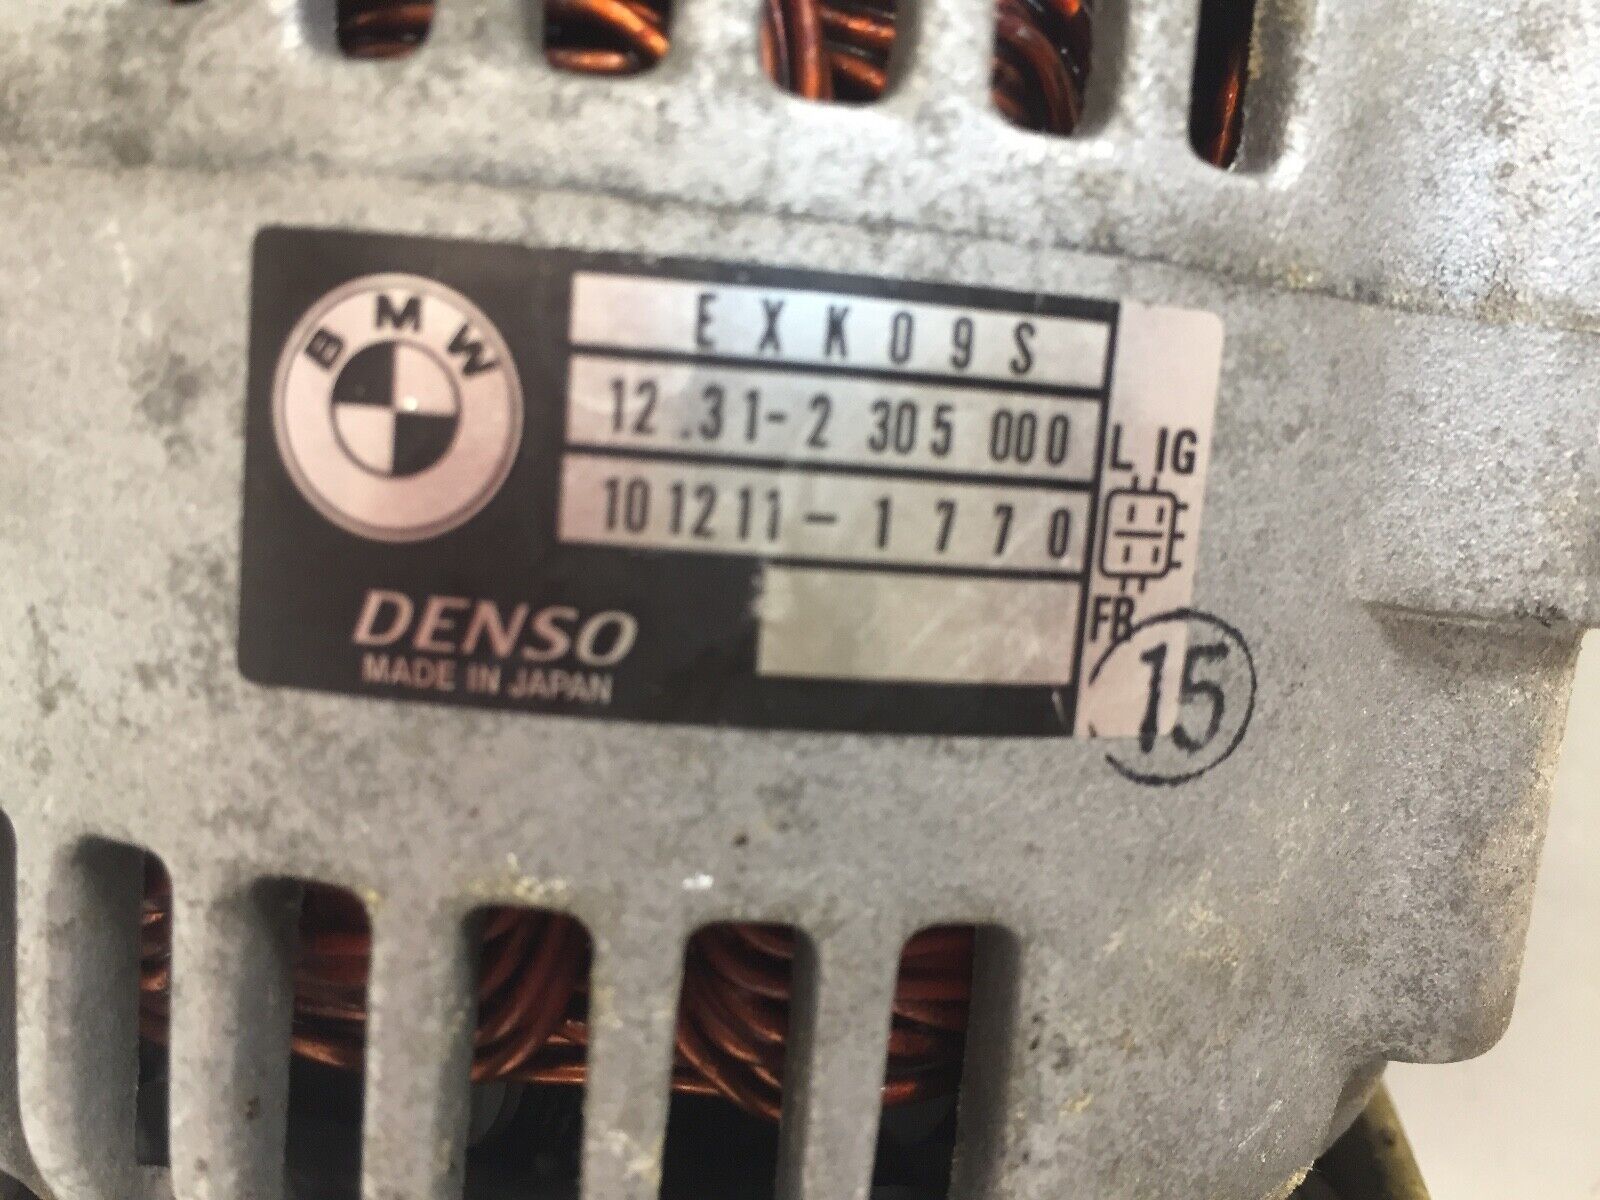 BMW
EXK09S
12.31-2 305 000
101211-1770
L IG
FR
DENSO
MADE IN JAPAN
15